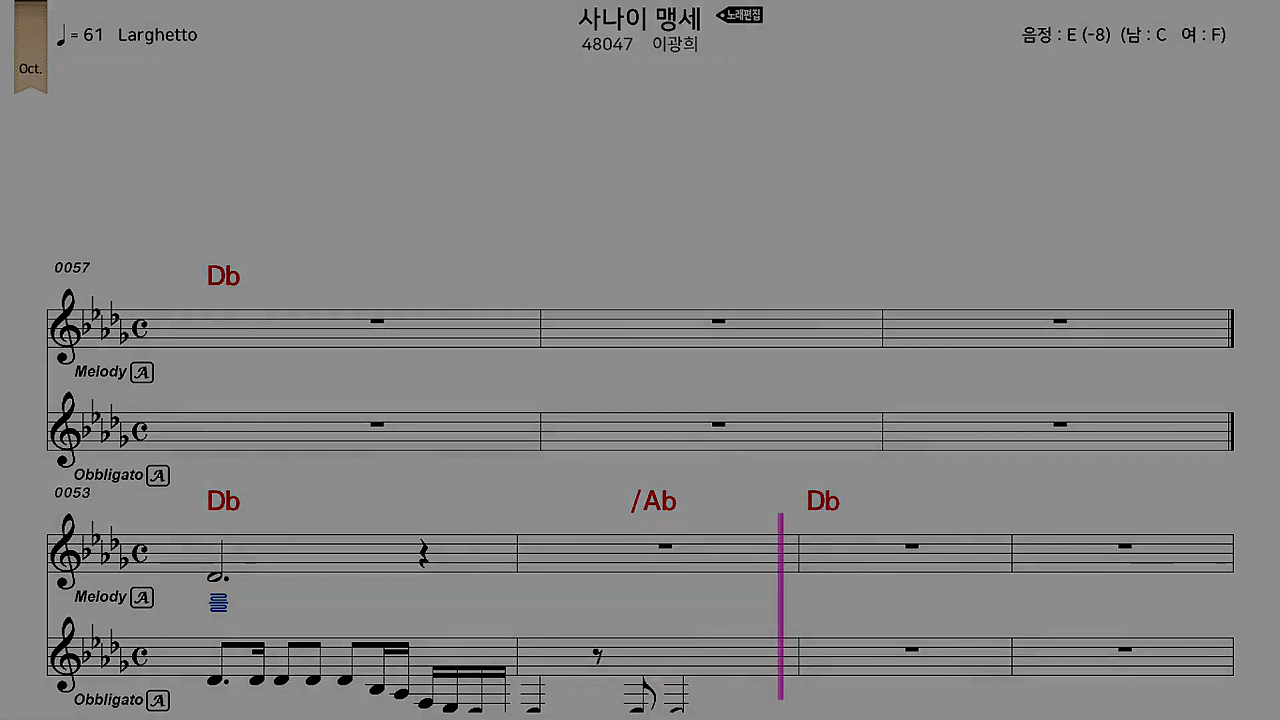 사나이 맹세 노래편집
♩= 61 Larghetto
48047 이광희
음정 : E (-8) (남 : C 여 : F)
Oct.
0057
Db
Melody A
Obbligato A
0053
Db /Ab Db
Melody A
를
Obbligato A